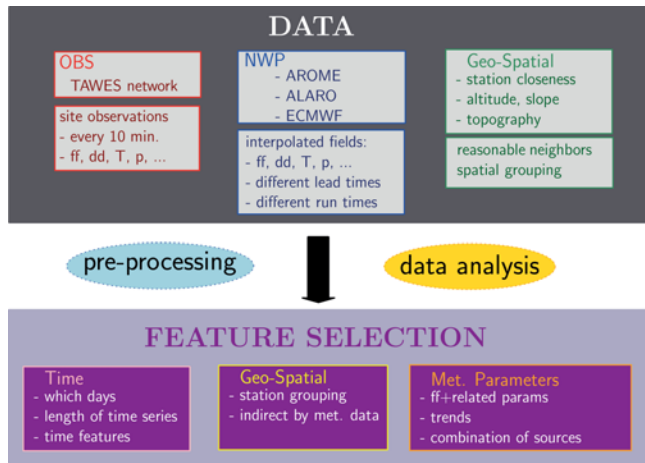 DATA
OBS
TAWES network
site observations
- every 10 min.
- ff, dd, T, p, ...
NWP
- AROME
- ALARO
- ECMWF
interpolated fields:
- ff, dd, T, p, ...
- different lead times
- different run times
Geo-Spatial
- station closeness
- altitude, slope
- topography
reasonable neighbors
spatial grouping
pre-processing
data analysis
FEATURE SELECTION
Time
- which days
- length of time series
- time features
Geo-Spatial
- station grouping
- indirect by met. data
Met. Parameters
- ff+related params
- trends
- combination of sources